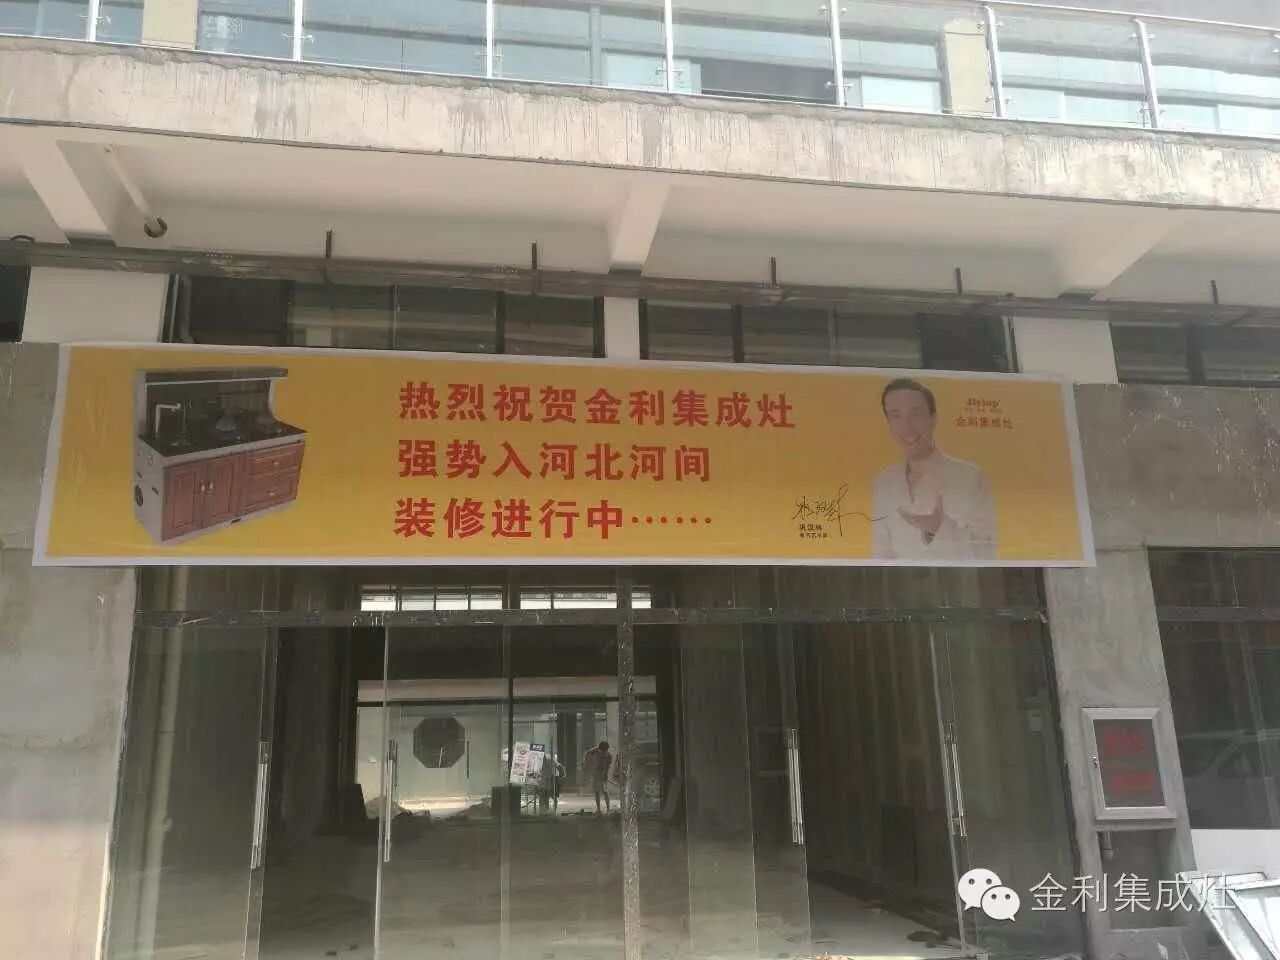 热烈祝贺金利集成灶
强势入河北河间
装修进行中……
Jlytop
金利集成灶
金利集成灶